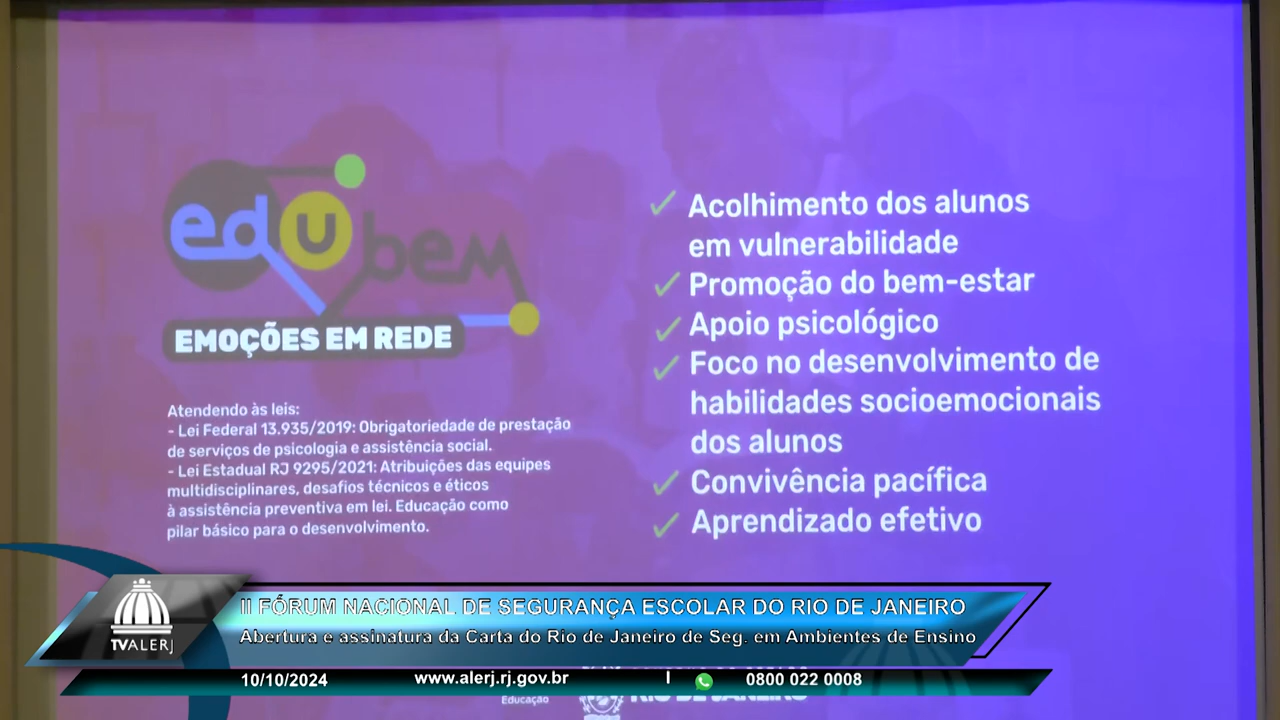 edubem
EMOÇÕES EM REDE
Atendendo às leis:
- Lei Federal 13.935/2019: Obrigatoriedade de prestação
de serviços de psicologia e assistência social.
- Lei Estadual RJ 9295/2021: Atribuições das equipes
multidisciplinares, desafios técnicos e éticos
à assistência preventiva em lei. Educação como
pilar básico para o desenvolvimento.
Acolhimento dos alunos
em vulnerabilidade
Promoção do bem-estar
Apoio psicológico
Foco no desenvolvimento de
habilidades socioemocionais
dos alunos
Convivência pacífica
Aprendizado efetivo
II FÓRUM NACIONAL DE SEGURANÇA ESCOLAR DO RIO DE JANEIRO
Abertura e assinatura da Carta do Rio de Janeiro de Seg. em Ambientes de Ensino
TVALERJ
10/10/2024 www.alerj.rj.gov.br | 0800 022 0008
Educação
RIO DE JANEIRO